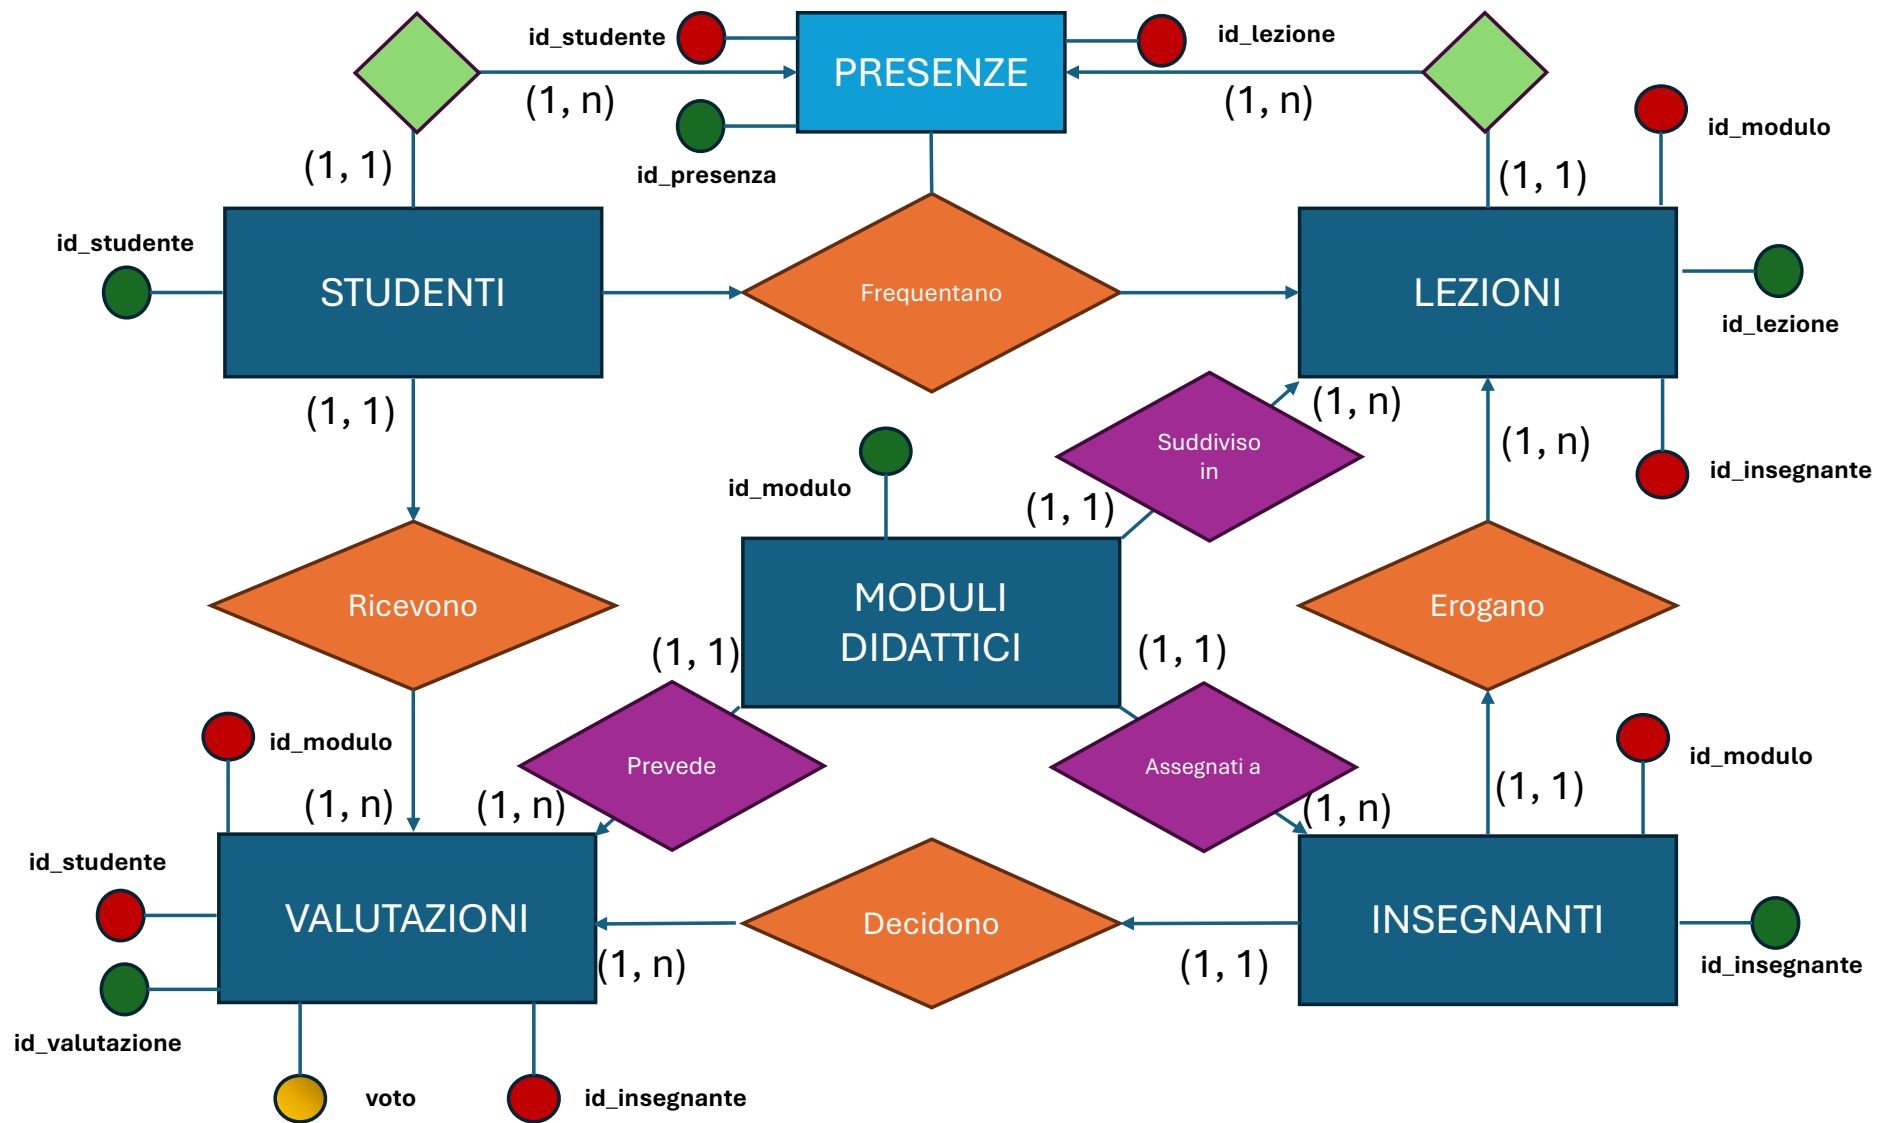 id_studente
PRESENZE
id_lezione
(1, n)
(1, n)
id_modulo
(1, 1)
id_presenza
(1, 1)
id_studente
STUDENTI
Frequentano
LEZIONI
id_lezione
(1, 1)
(1, n)
Suddiviso
in
(1, n)
id_insegnante
id_modulo
(1, 1)
MODULI
DIDATTICI
Ricevono
Erogano
(1, 1)
(1, 1)
id_modulo
id_modulo
Prevede
Assegnati a
(1, n)
(1, n)
(1, n)
(1, 1)
id_studente
VALUTAZIONI
Decidono
INSEGNANTI
(1, n)
(1, 1)
id_insegnante
id_valutazione
voto
id_insegnante